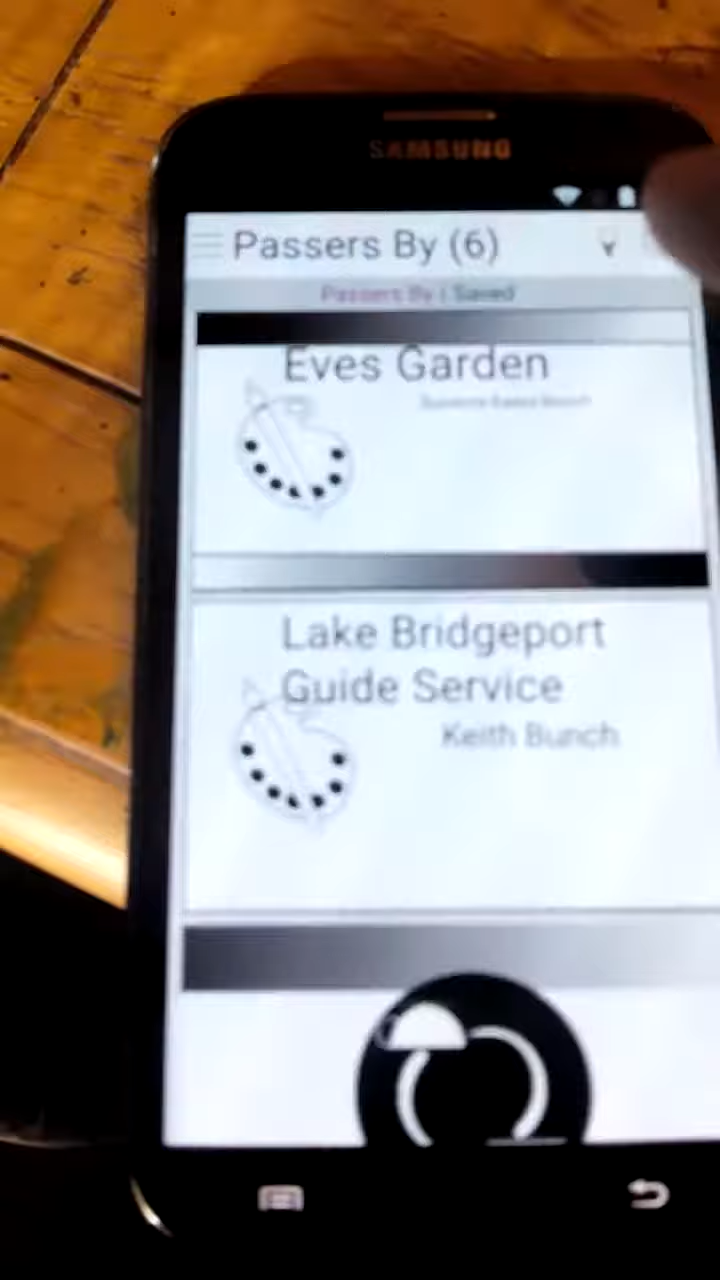 SAMSUNG
Passers By (6)
Passers By | Saved
Eves Garden
Lake Bridgeport
Guide Service
Keith Bunch